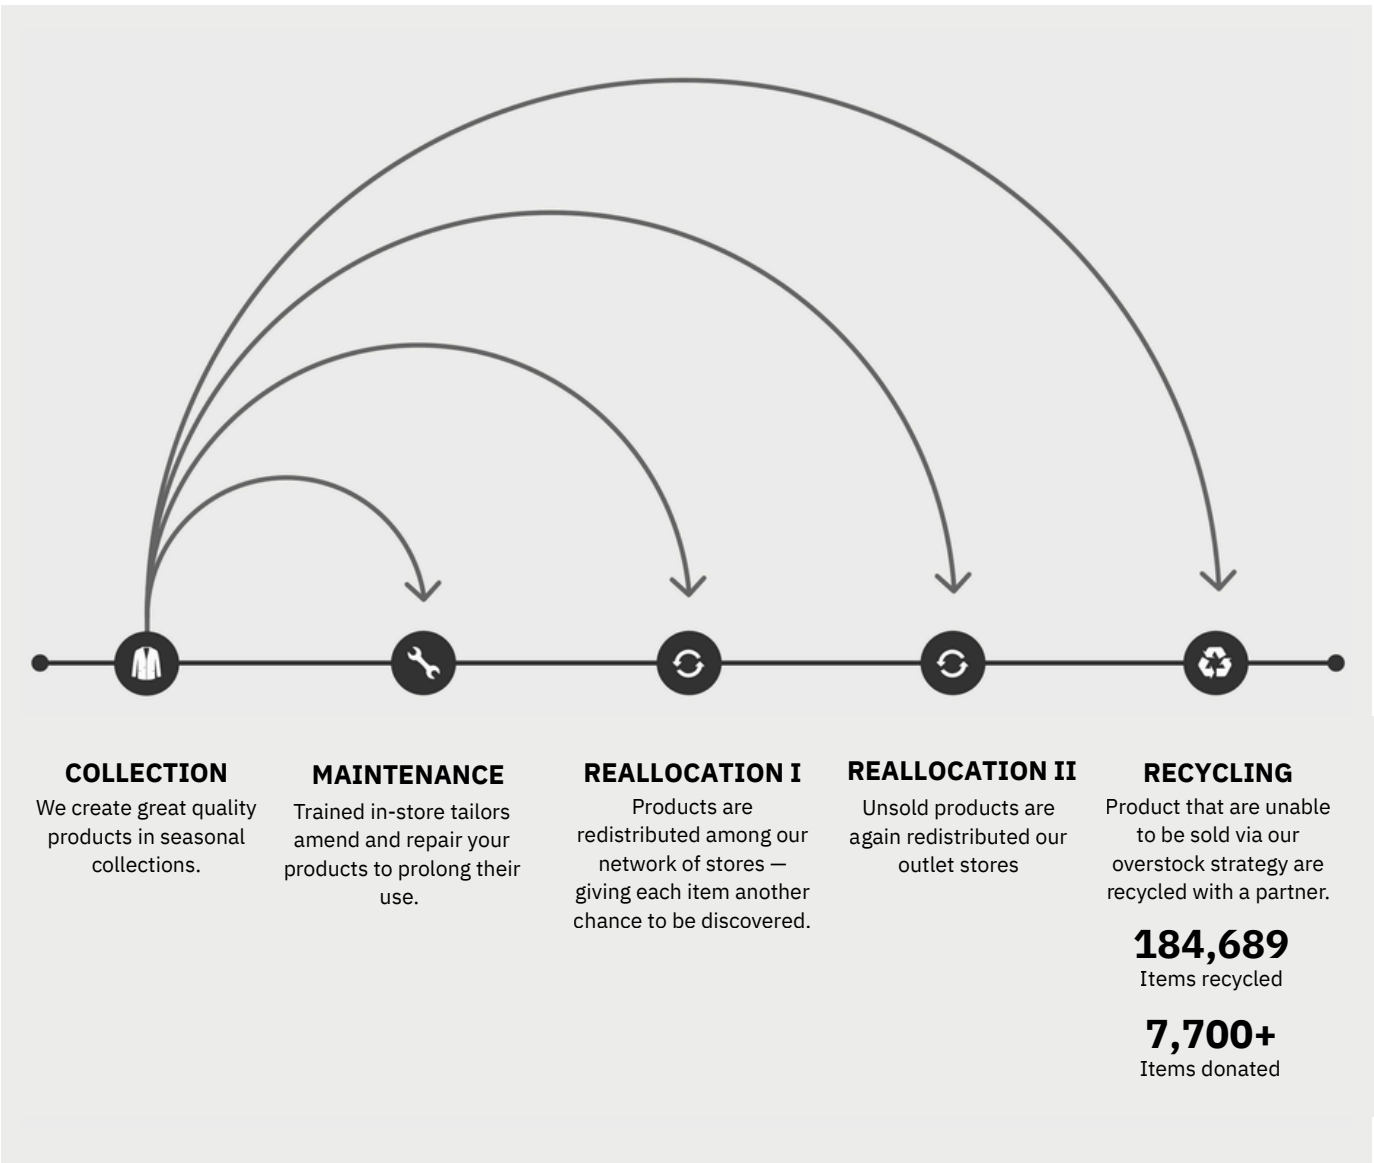 COLLECTION
We create great quality
products in seasonal
collections.
MAINTENANCE
Trained in-store tailors
amend and repair your
products to prolong their
use.
REALLOCATION I
Products are
redistributed among our
network of stores —
giving each item another
chance to be discovered.
REALLOCATION II
Unsold products are
again redistributed our
outlet stores
RECYCLING
Product that are unable
to be sold via our
overstock strategy are
recycled with a partner.
184,689
Items recycled
7,700+
Items donated